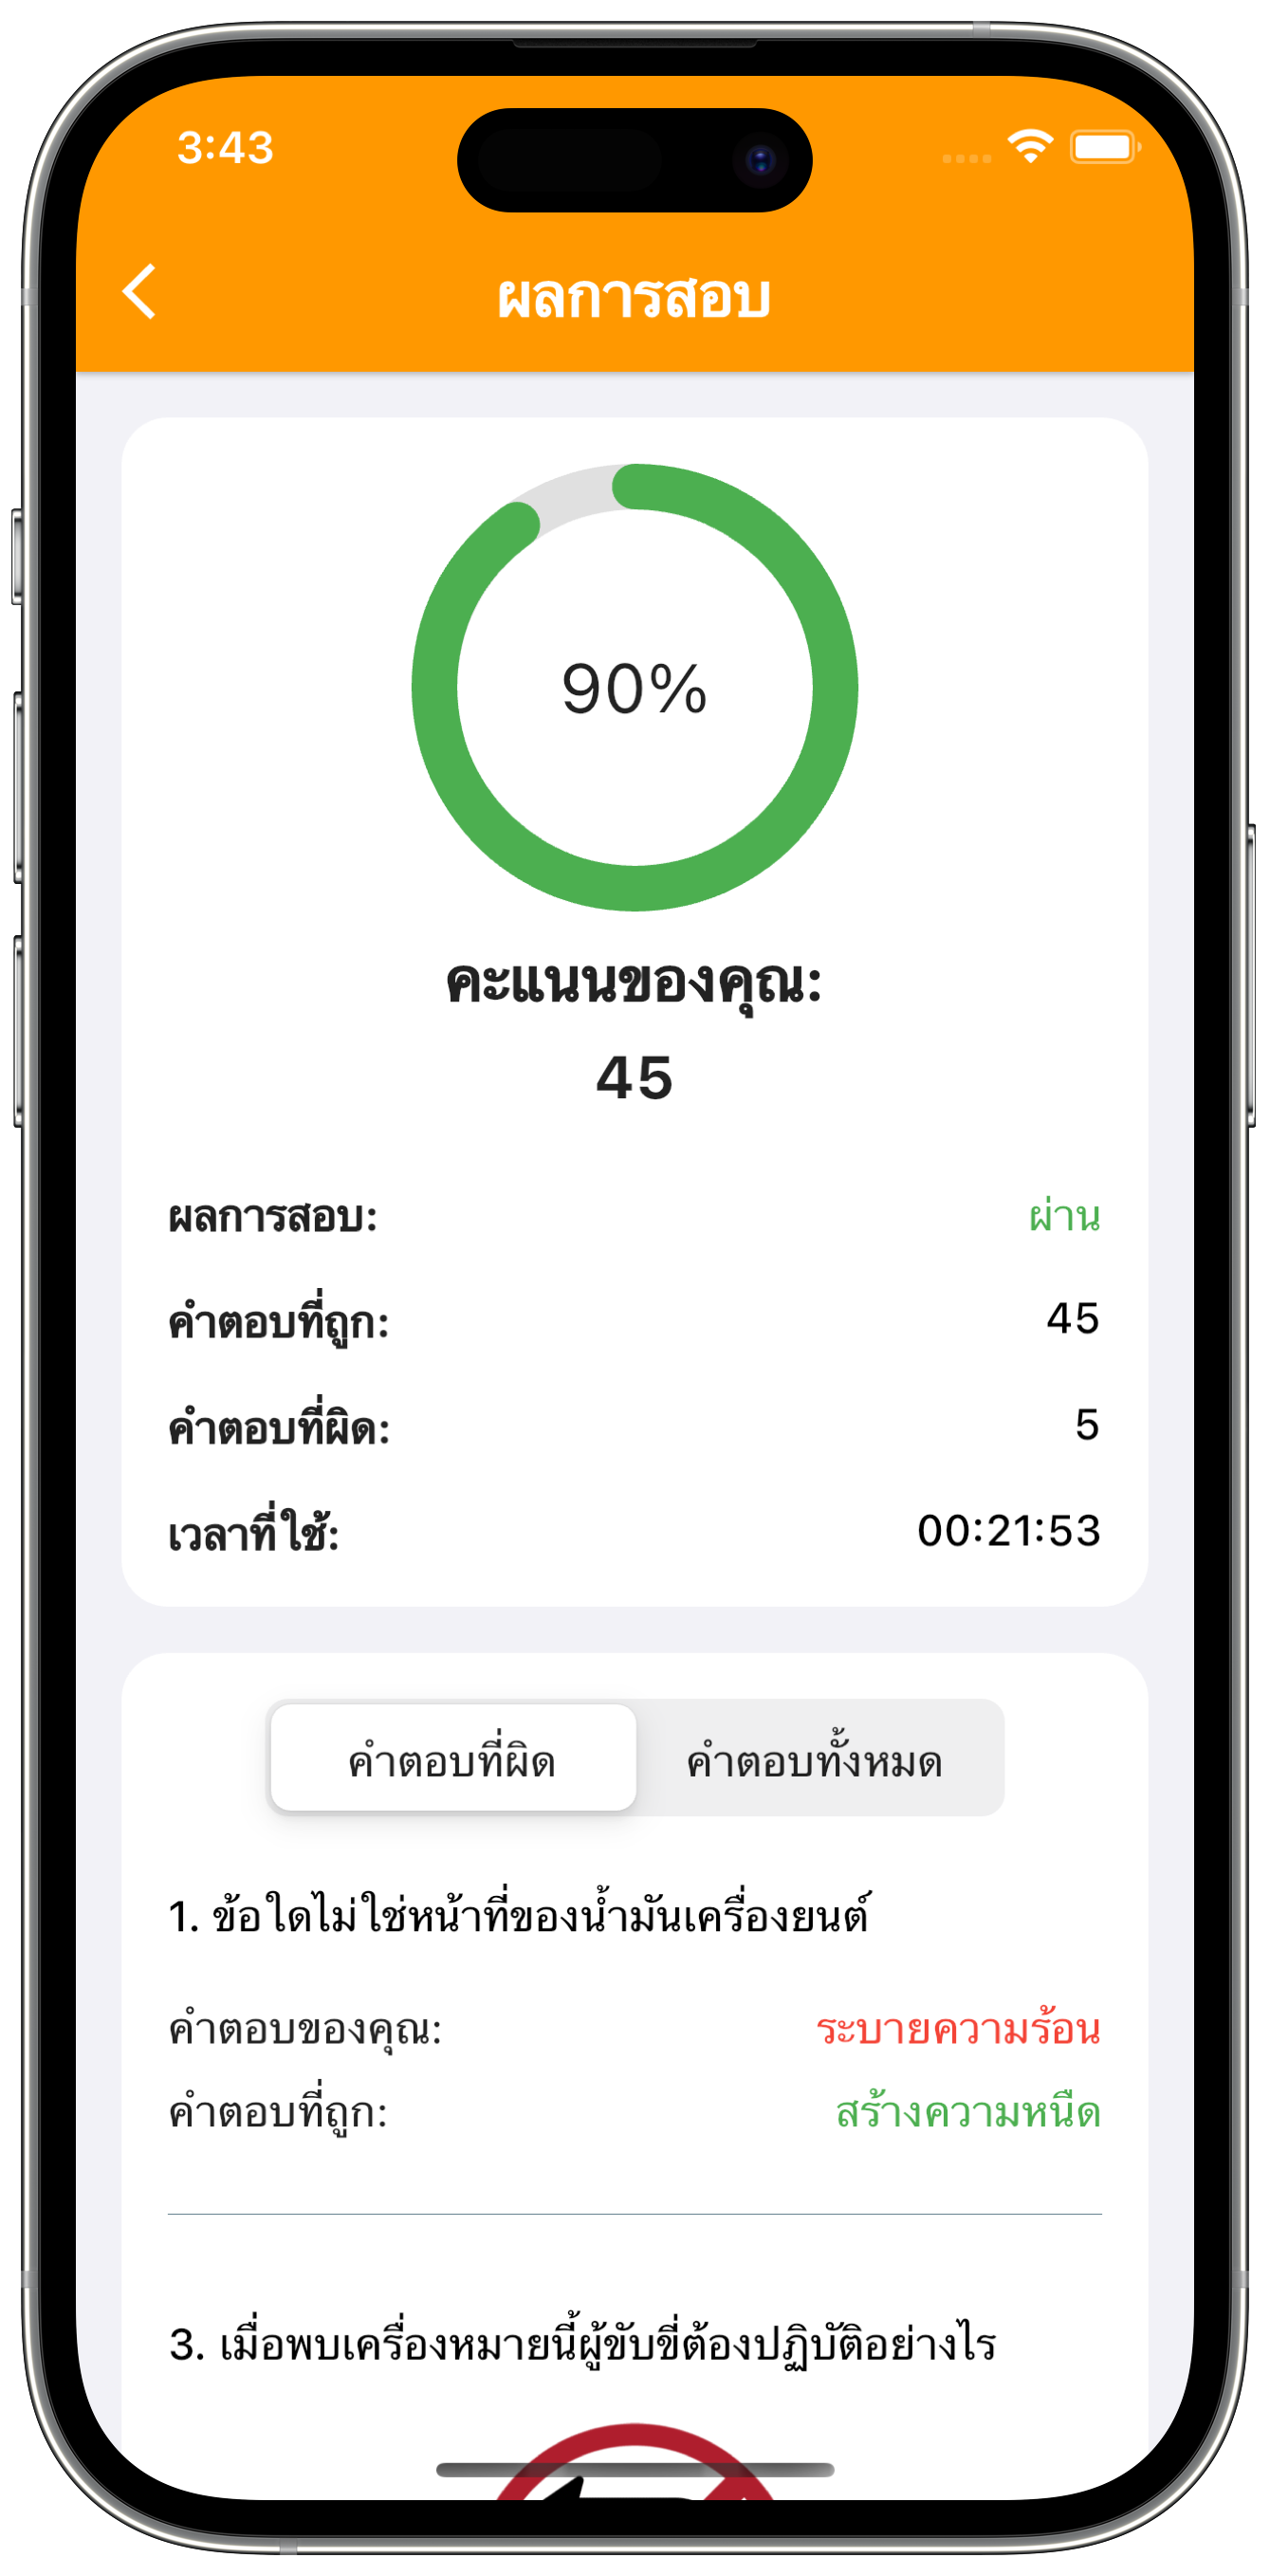 3:43
ผลการสอบ
90%
คะแนนของคุณ:
45
ผลการสอบ: ผ่าน
คำตอบที่ถูก: 45
คำตอบที่ผิด: 5
เวลาที่ใช้: 00:21:53
คำตอบที่ผิด คำตอบทั้งหมด
1. ข้อใดไม่ใช่หน้าที่ของน้ำมันเครื่องยนต์
คำตอบของคุณ: ระบายความร้อน
คำตอบที่ถูก: สร้างความหนืด
3. เมื่อพบเครื่องหมายนี้ผู้ขับขี่ต้องปฏิบัติอย่างไร